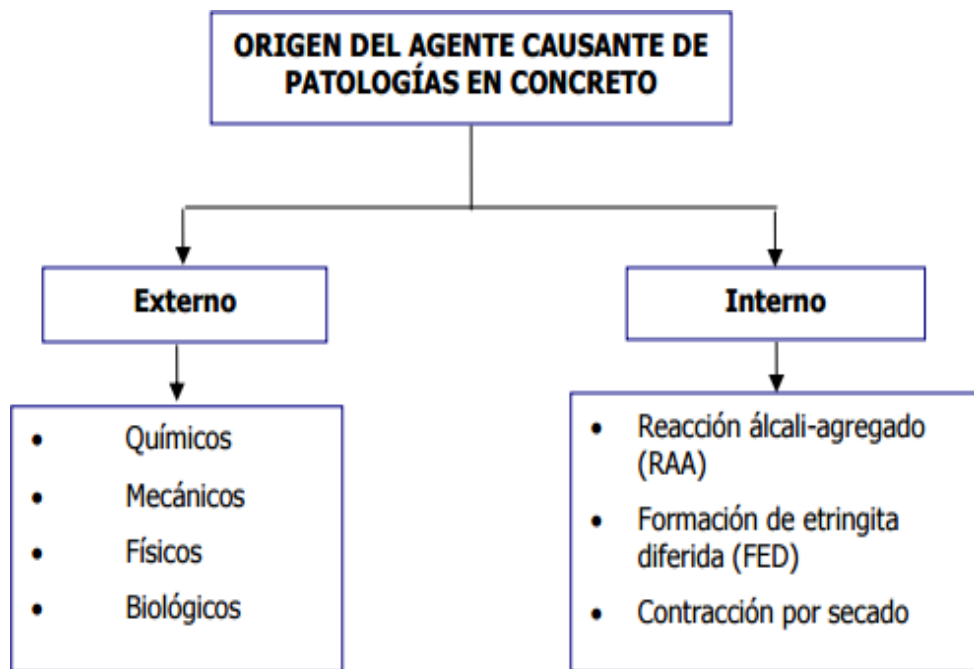 ORIGEN DEL AGENTE CAUSANTE DE
PATOLOGÍAS EN CONCRETO
Externo
Interno
• Químicos
• Mecánicos
• Físicos
• Biológicos
• Reacción álcali-agregado
(RAA)
• Formación de etringita
diferida (FED)
• Contracción por secado